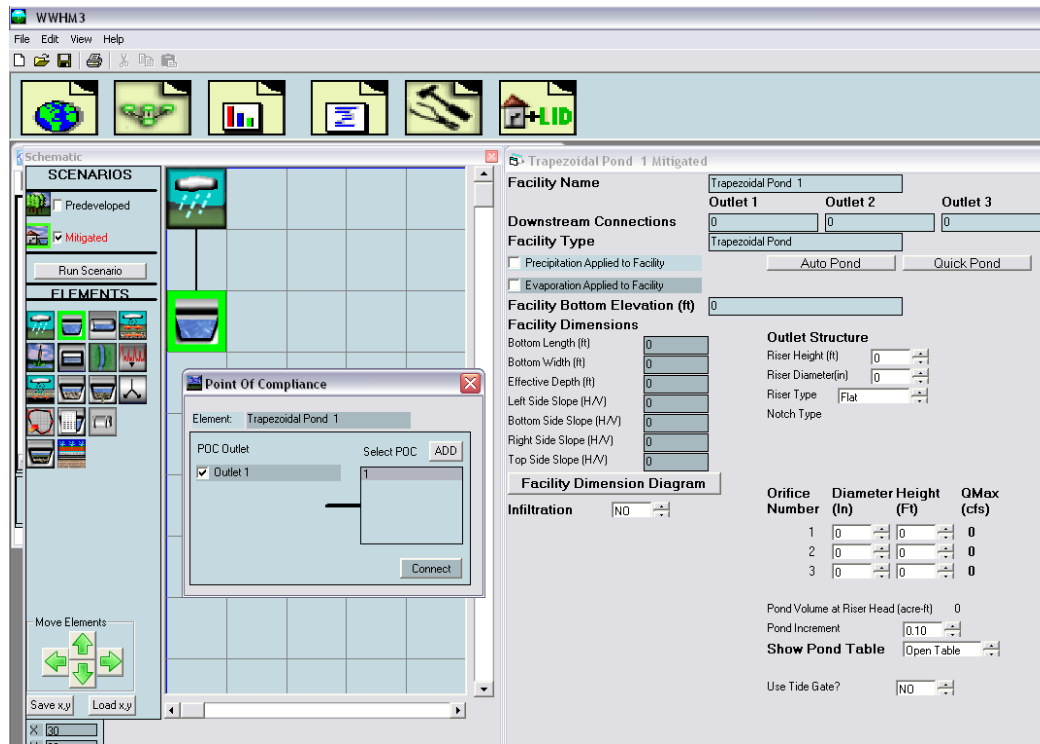 WWHM3
File Edit View Help
+LID
Schematic
SCENARIOS
Predeveloped
Mitigated
Run Scenario
ELEMENTS
Move Elements
Save x,y Load x,y
X 30
Point Of Compliance
Element: Trapezoidal Pond 1
POC Outlet
Select POC ADD
Outlet 1
1
Connect
Trapezoidal Pond 1 Mitigated
Facility Name Trapezoidal Pond 1
Outlet 1 Outlet 2 Outlet 3
Downstream Connections 0 0 0
Facility Type Trapezoidal Pond
Precipitation Applied to Facility Auto Pond Quick Pond
Evaporation Applied to Facility
Facility Bottom Elevation (ft) 0
Facility Dimensions
Bottom Length (ft) 0
Bottom Width (ft) 0
Effective Depth (ft) 0
Left Side Slope (H/V) 0
Bottom Side Slope (H/V) 0
Right Side Slope (H/V) 0
Top Side Slope (H/V) 0
Facility Dimension Diagram
Infiltration NO
Outlet Structure
Riser Height (ft) 0
Riser Diameter(in) 0
Riser Type Flat
Notch Type
Orifice Diameter Height QMax
Number (In) (Ft) (cfs)
1 0 0 0
2 0 0 0
3 0 0 0
Pond Volume at Riser Head (acre-ft) 0
Pond Increment 0.10
Show Pond Table Open Table
Use Tide Gate? NO